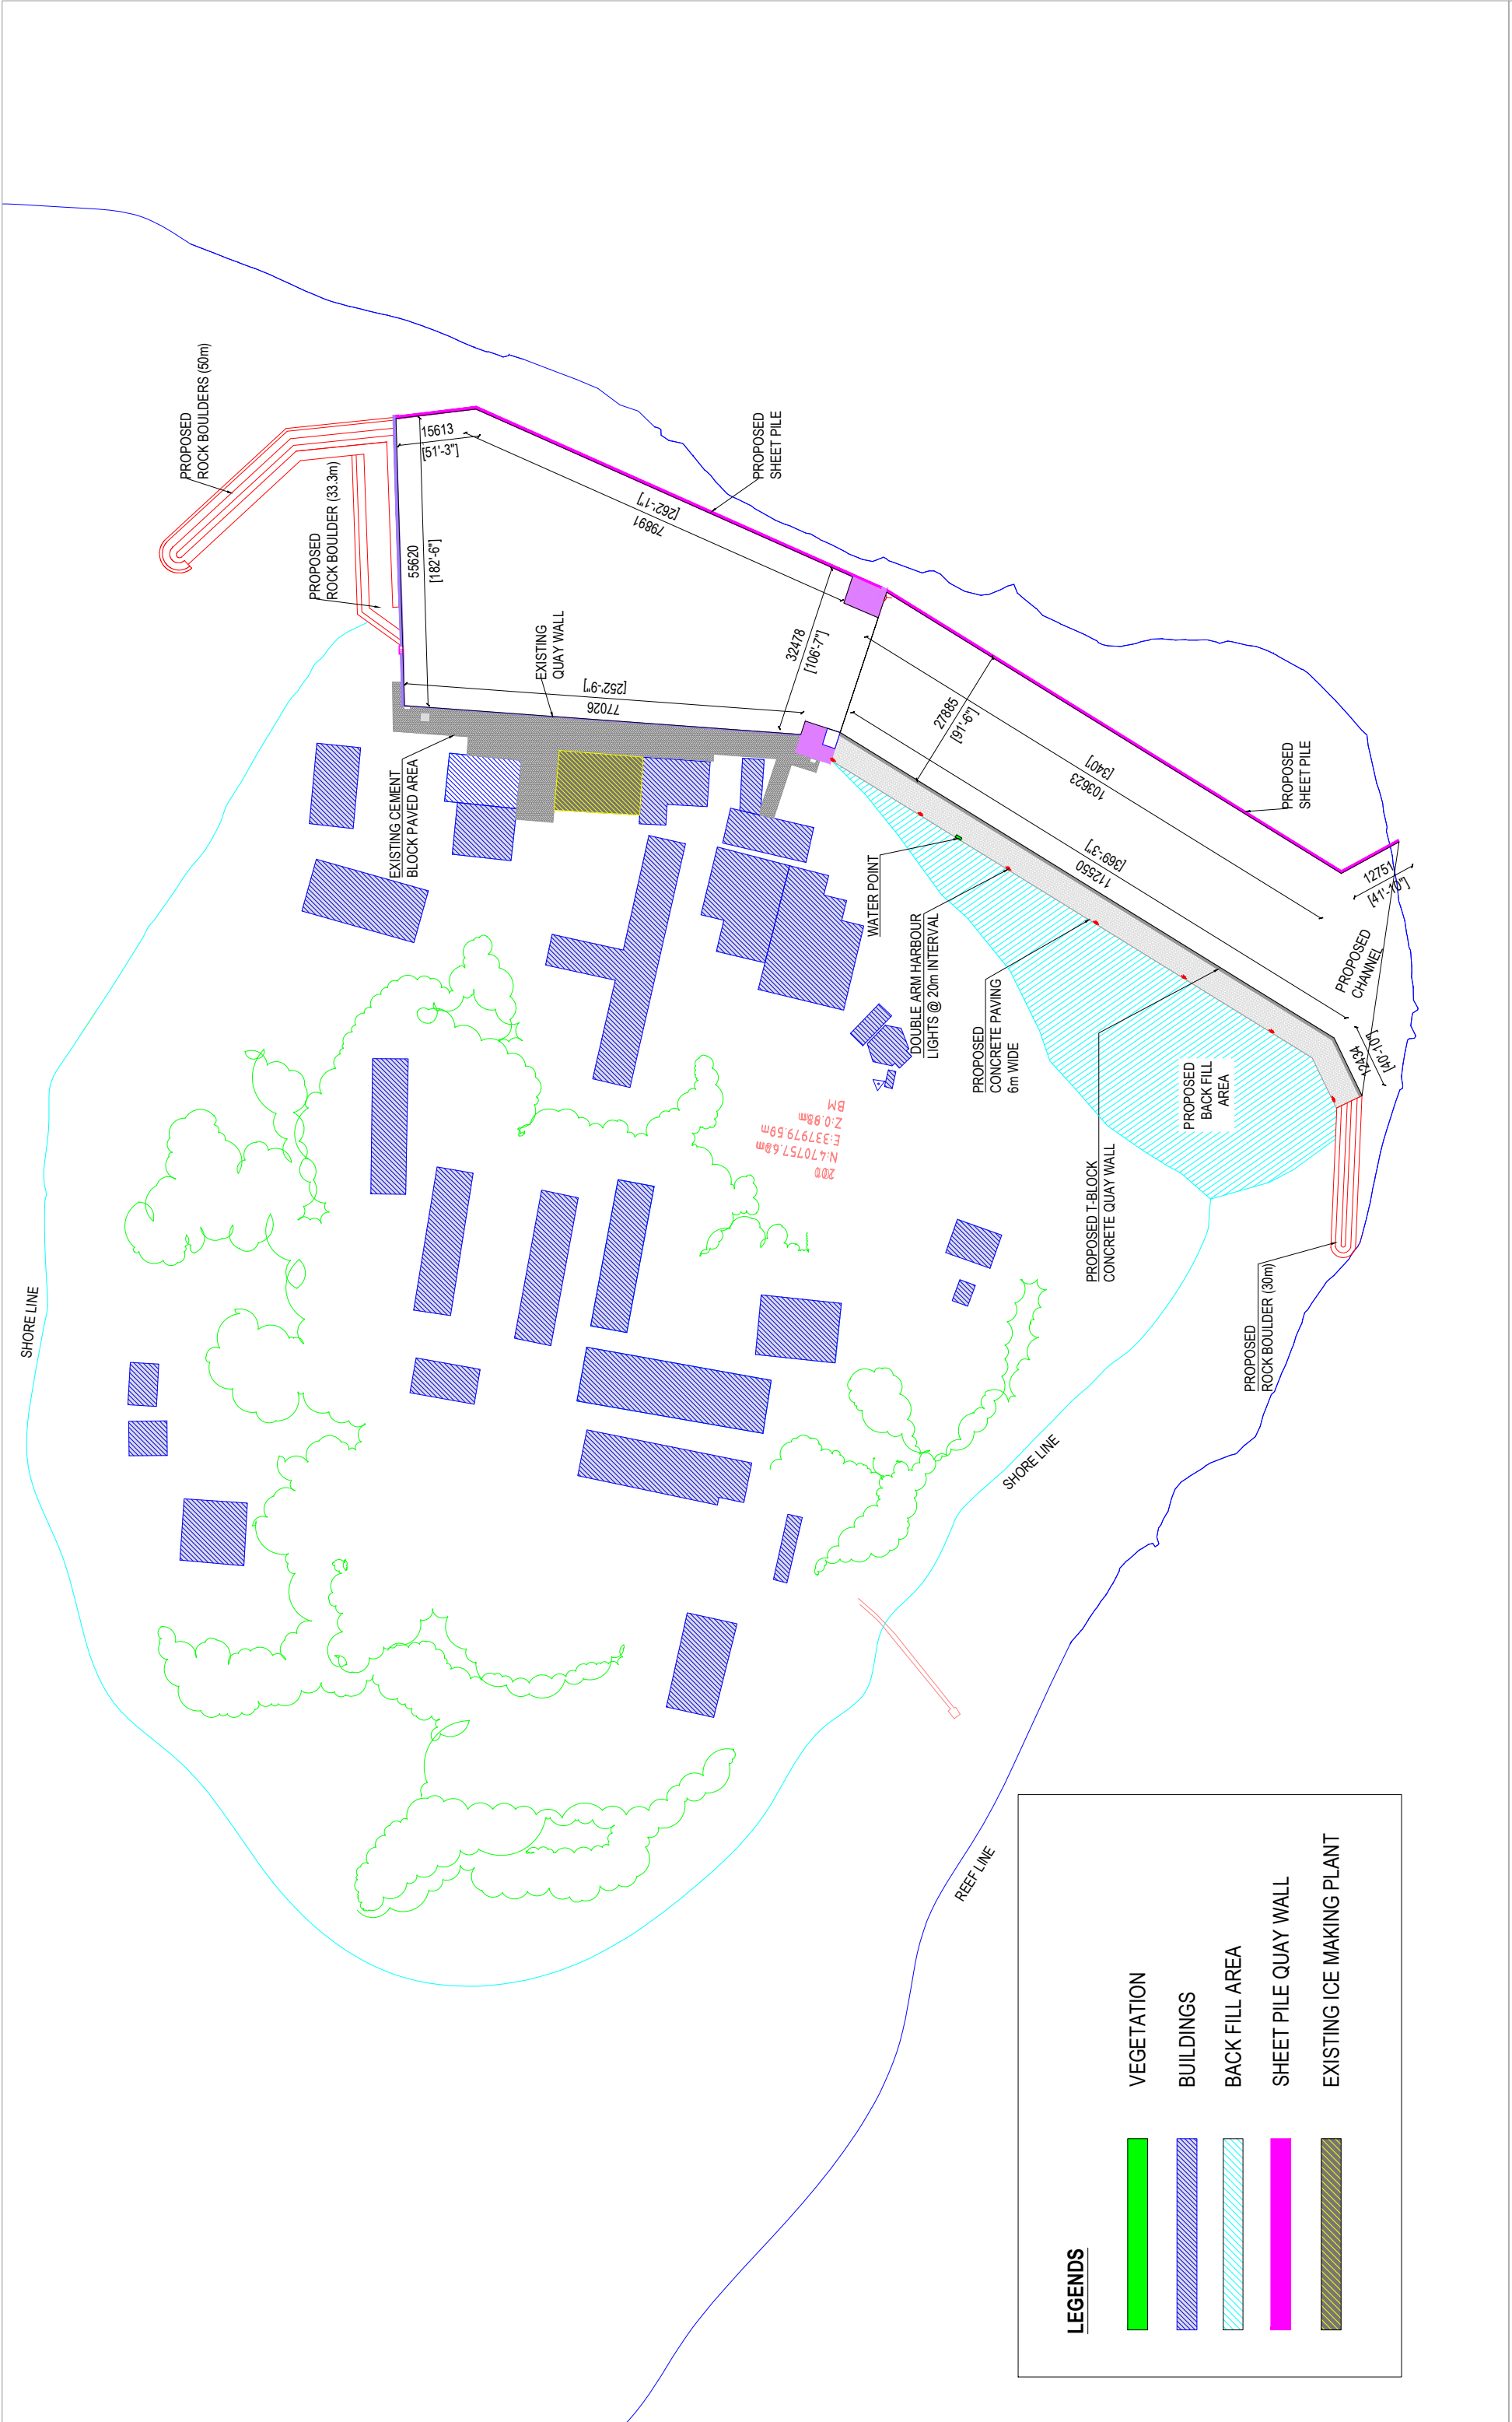 SHORE LINE
PROPOSED
ROCK BOULDERS (50m)
PROPOSED
ROCK BOULDER (33.3m)
15613
[51'-3"]
55620
[182'-6"]
PROPOSED
SHEET PILE
79891
[262'-1"]
EXISTING
QUAY WALL
77026
[252'-9"]
32478
[106'-7"]
EXISTING CEMENT
BLOCK PAVED AREA
27885
[91'-6"]
103623
[340']
112550
[369'-3"]
PROPOSED
SHEET PILE
12751
[41'-10"]
PROPOSED
CHANNEL
12434
[40'-10"]
WATER POINT
DOUBLE ARM HARBOUR
LIGHTS @ 20m INTERVAL
PROPOSED
CONCRETE PAVING
6m WIDE
PROPOSED
BACK FILL
AREA
PROPOSED T-BLOCK
CONCRETE QUAY WALL
PROPOSED
ROCK BOULDER (30m)
N:470757.68m
E:337979.59m
Z:0.98m
BM
SHORE LINE
REEF LINE
LEGENDS
VEGETATION
BUILDINGS
BACK FILL AREA
SHEET PILE QUAY WALL
EXISTING ICE MAKING PLANT